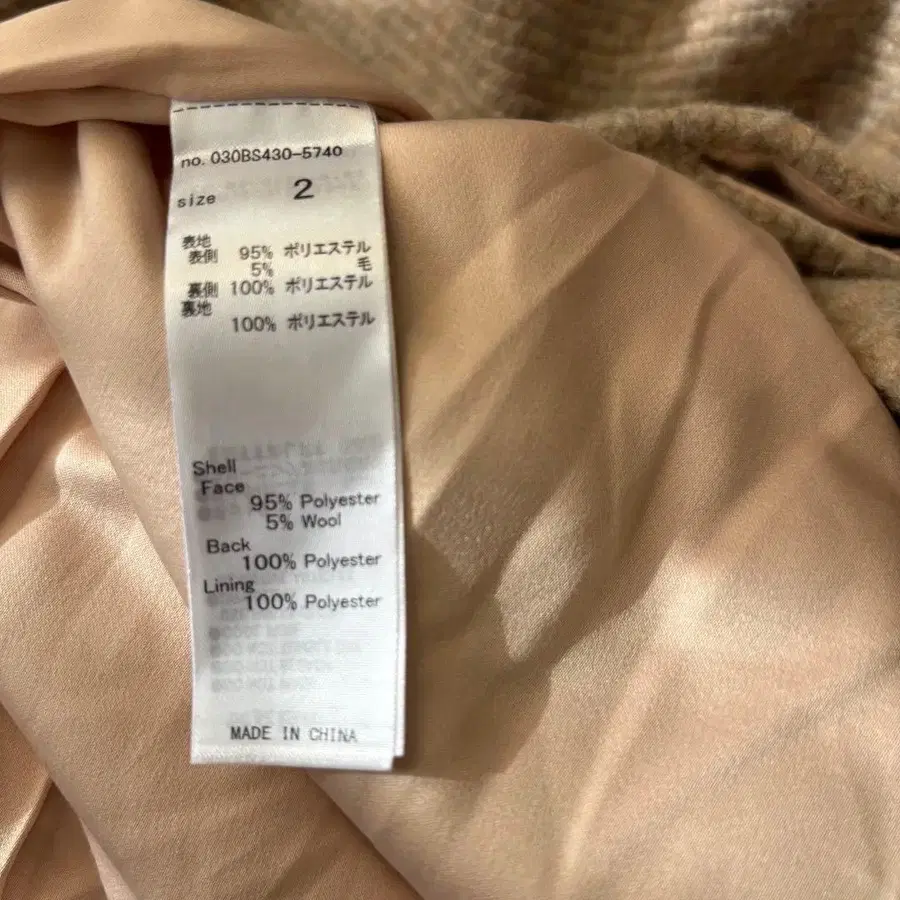 no. 030BS430-5740
size 2
表地
表側 95% ポリエステル
5% 毛
裏側 100% ポリエステル
裏地
100% ポリエステル
Shell
Face
95% Polyester
5% Wool
Back
100% Polyester
Lining
100% Polyester
MADE IN CHINA